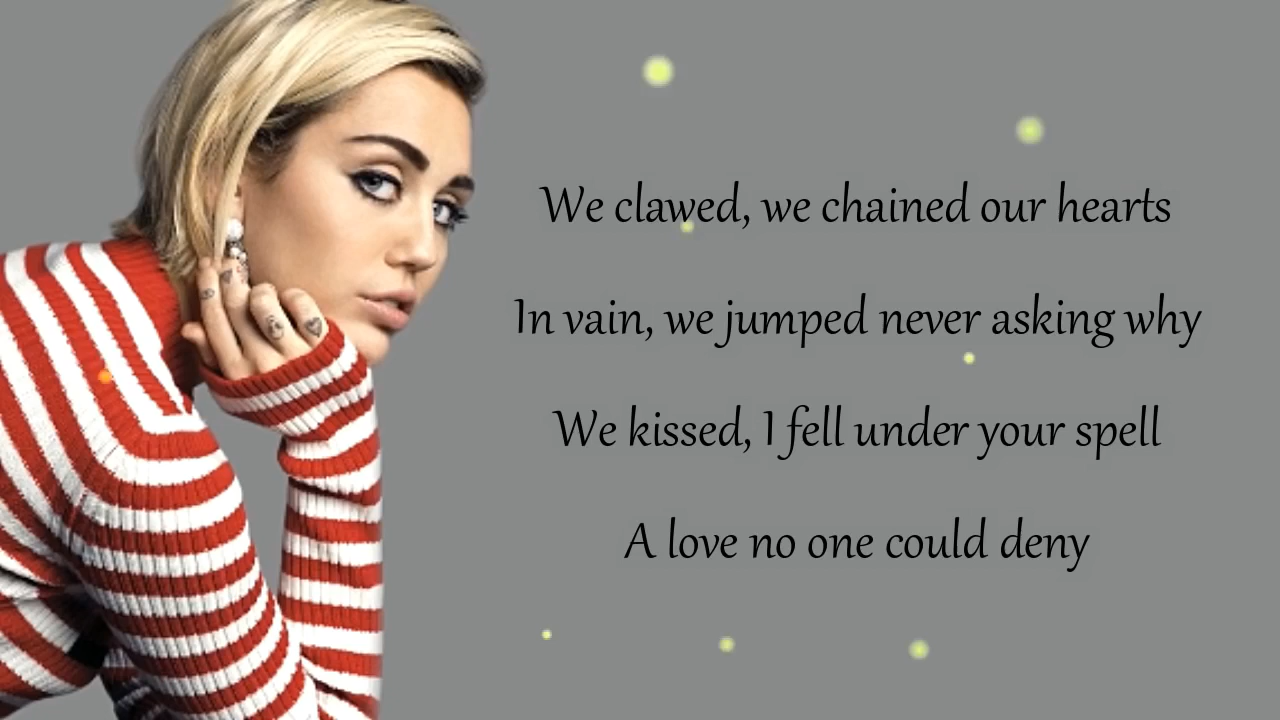 We clawed, we chained our hearts
In vain, we jumped never asking why
We kissed, I fell under your spell
A love no one could deny